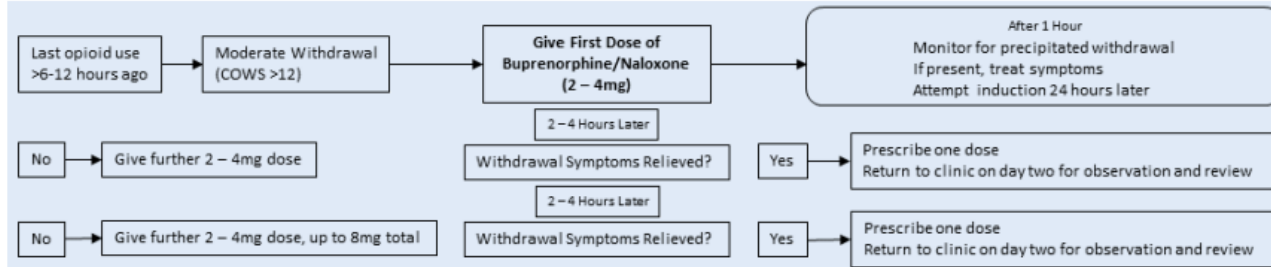 Last opioid use
>6-12 hours ago
Moderate Withdrawal
(COWS >12)
Give First Dose of
Buprenorphine/Naloxone
(2 – 4mg)
After 1 Hour
Monitor for precipitated withdrawal
If present, treat symptoms
Attempt induction 24 hours later
2 – 4 Hours Later
No
Give further 2 – 4mg dose
Withdrawal Symptoms Relieved?
Yes
Prescribe one dose
Return to clinic on day two for observation and review
2 – 4 Hours Later
No
Give further 2 – 4mg dose, up to 8mg total
Withdrawal Symptoms Relieved?
Yes
Prescribe one dose
Return to clinic on day two for observation and review